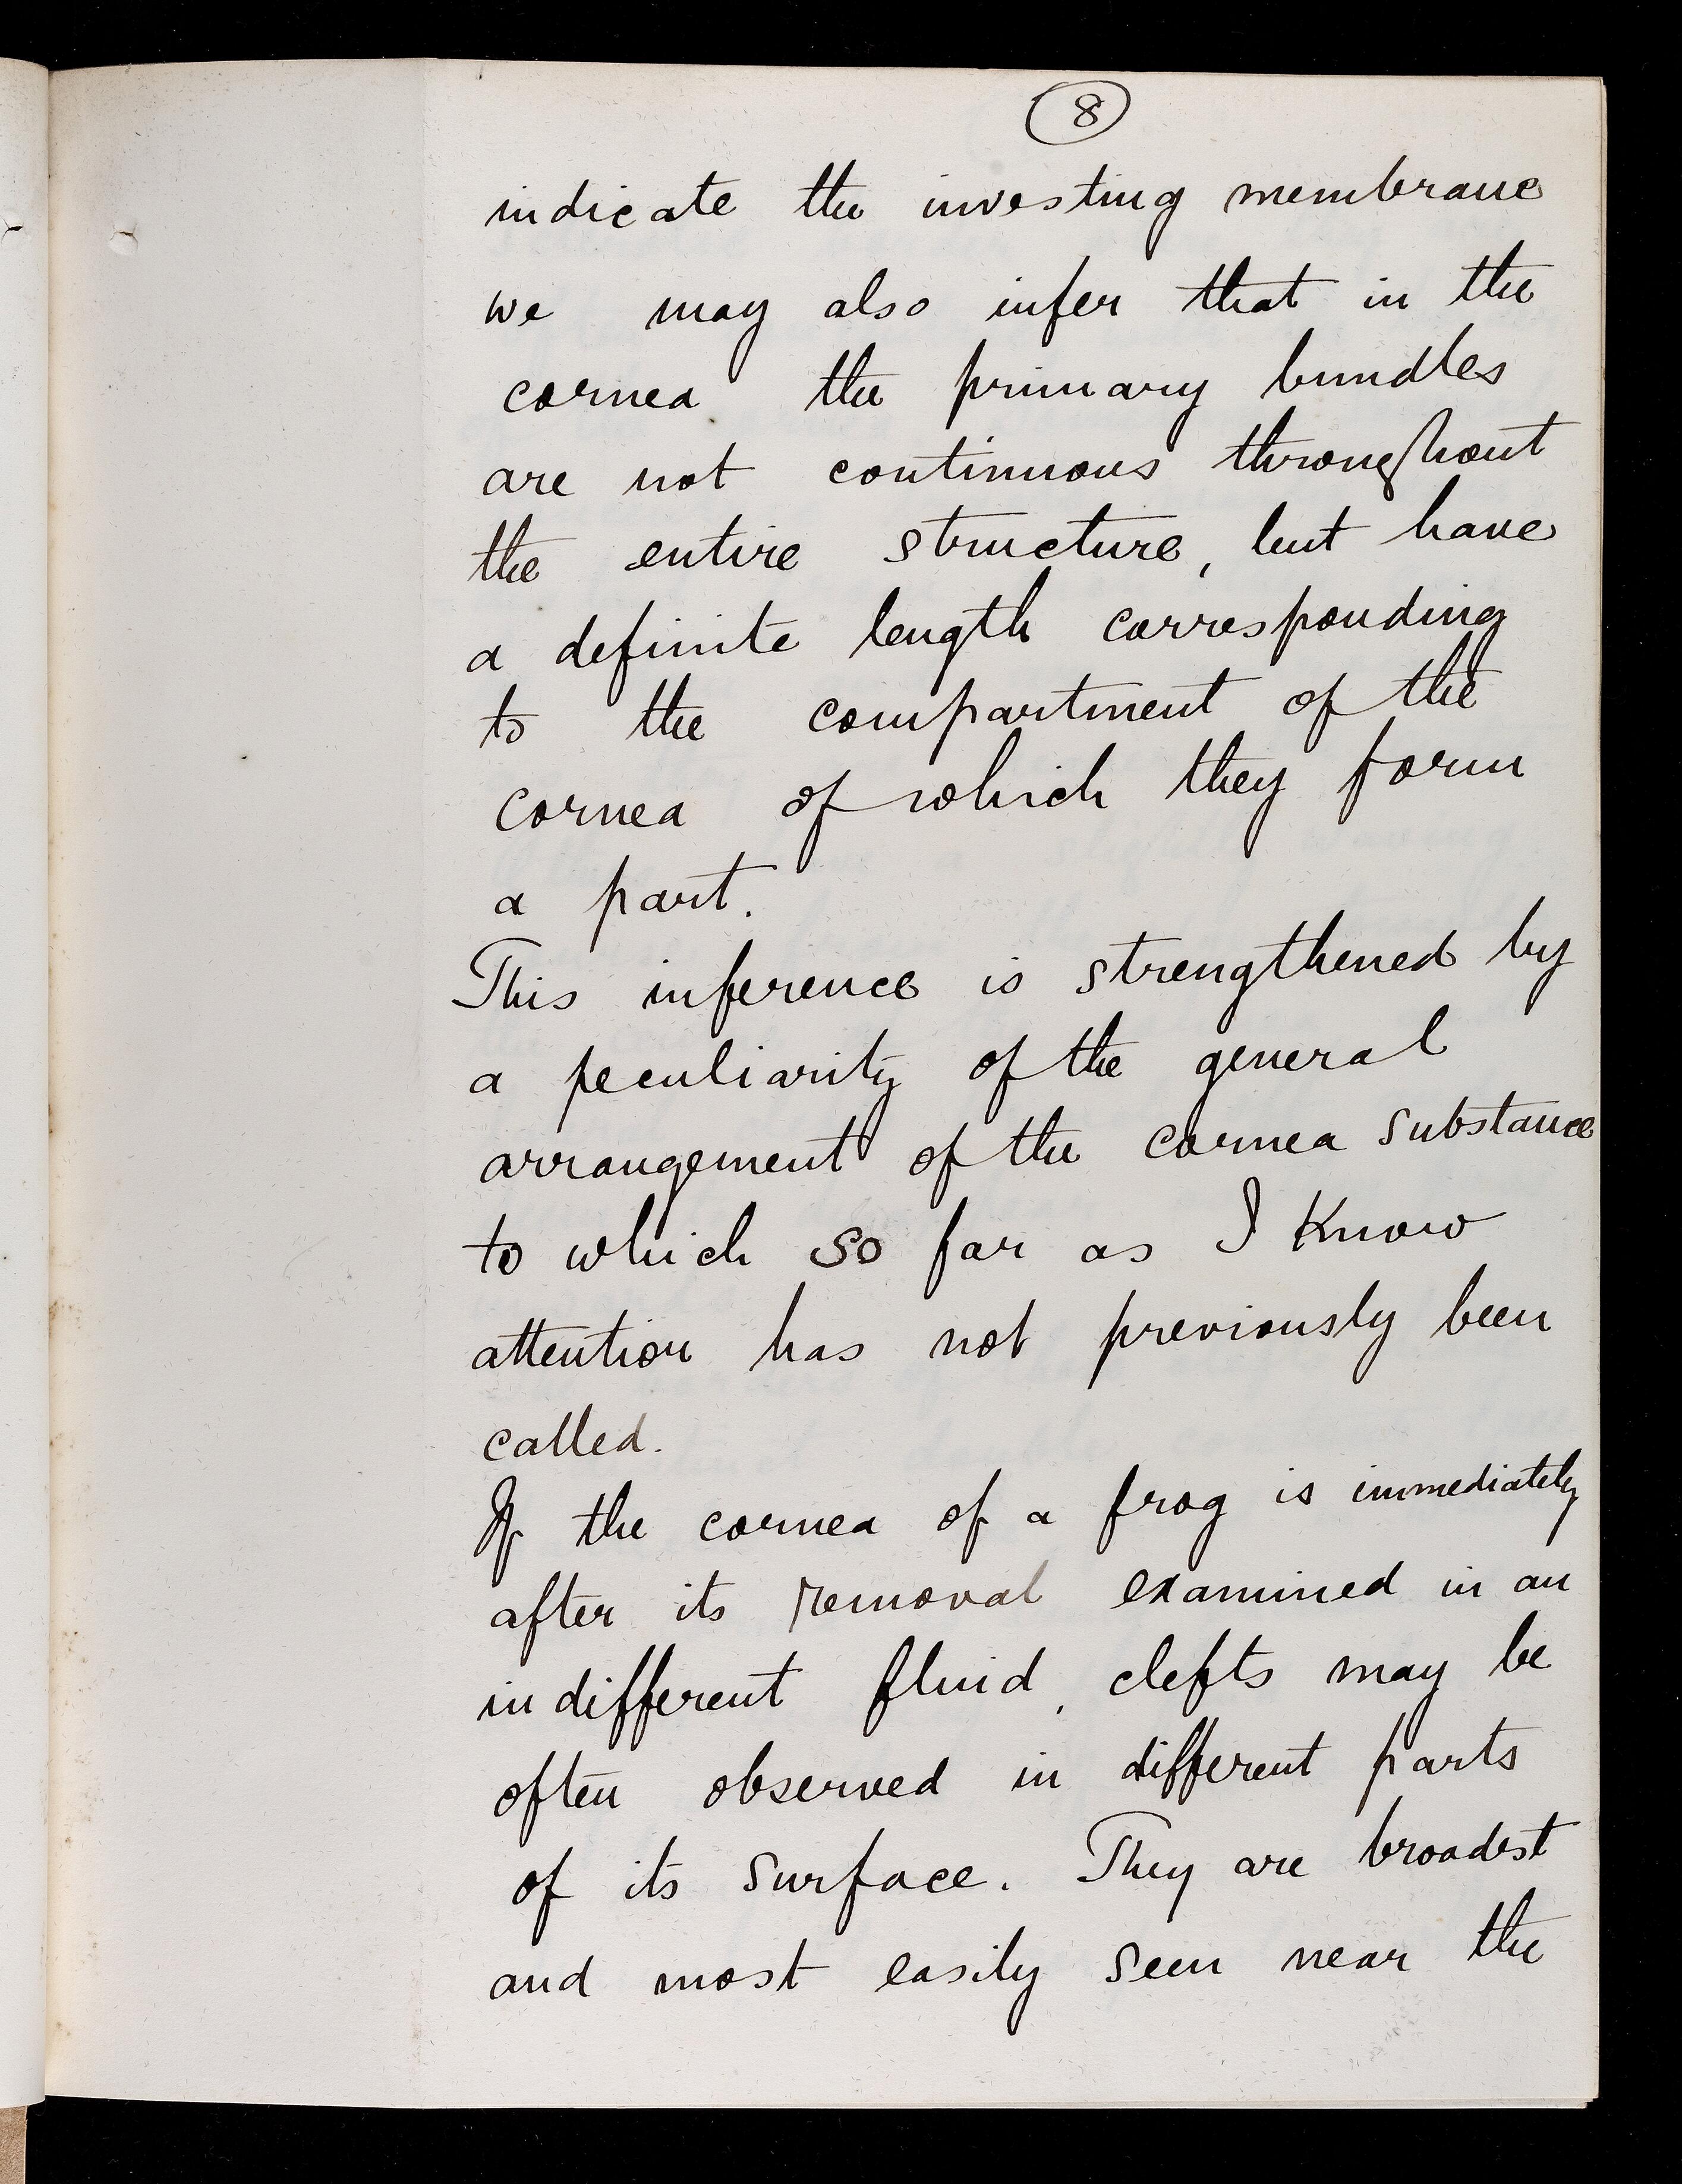 8
indicate the investing membrane
we may also infer that in the
cornea the primary bundles
are not continuous throughout
the entire structure, but have
a definite length corresponding
to the compartment of the
cornea of which they form
a part.
This inference is strengthened by
a peculiarity of the general
arrangement of the cornea substance
to which so far as I know
attention has not previously been
called.
If the cornea of a frog is immediately
after its removal examined in an
indifferent fluid, clefts may be
often observed in different parts
of its surface. They are broadest
and most easily seen near the